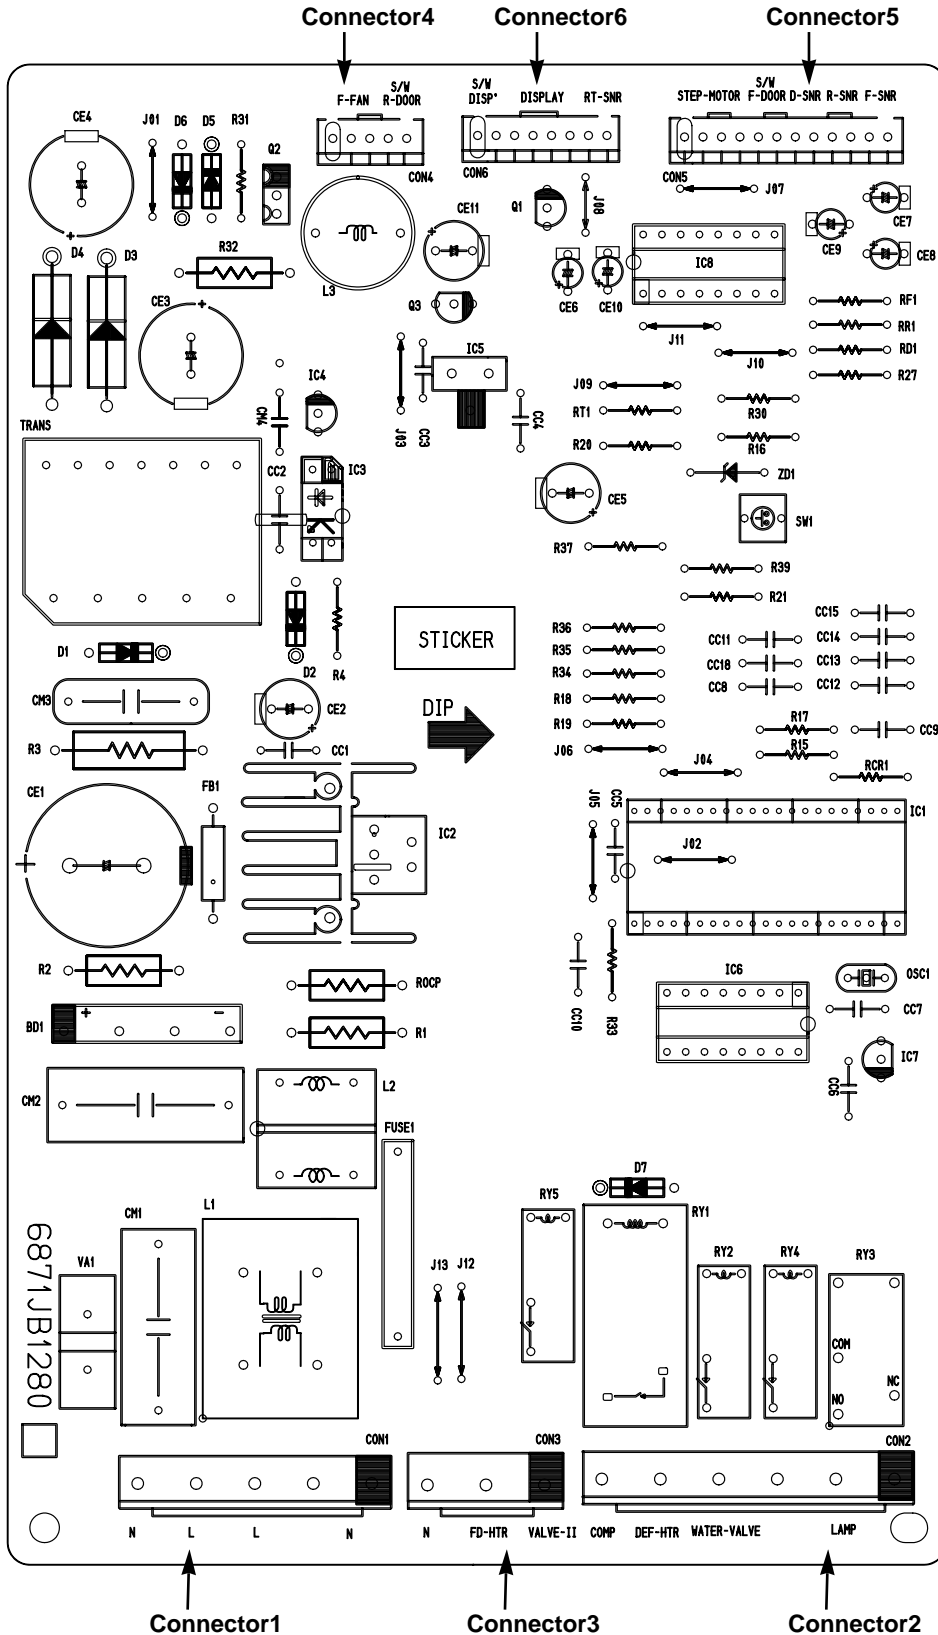 Connector4 Connector6 Connector5
S/W S/W S/W
F-FAN R-DOOR DISP' DISPLAY RT-SNR STEP-MOTOR F-DOOR D-SNR R-SNR F-SNR
CE4 J01 D6 D5 R31 Q2
CON4 CON6 CON5
J07
Q1 J08 CE7
CE11 CE9
R32 IC8 CE8
D4 D3
L3 CE6 CE10
CE3 Q3 RF1
J11 RR1
IC5 J10 RD1
IC4 J09 R27
CM4 J03 CC3 CC4 RT1 R30
TRANS R20 R16
CC2 IC3 ZD1
CE5 SW1
R37
R39
R21
STICKER
CC15
R36 CC11 CC14
D1 R35 CC18 CC13
D2 R4 R34 CC8 CC12
CM3 CE2 DIP R18
R19 R17 CC9
R3 CC1 J06 R15
J04 RCR1
CE1 FB1 J05 CC5 IC1
IC2 J02
+
R2 IC6 OSC1
ROCP
BD1 + - R1 CC10 R33 CC7
IC7
L2 CC6
CM2
FUSE1
D7
RY5 RY1
CM1 L1
6871JB1280 VA1 J13 J12 RY2 RY4 RY3
COM
NC
NO
CON1 CON3 CON2
N L L N N FD-HTR VALVE-II COMP DEF-HTR WATER-VALVE LAMP
Connector1 Connector3 Connector2